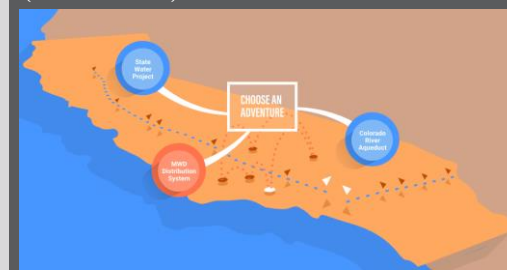 State
Water
Project
CHOOSE AN
ADVENTURE
Colorado
River
Aqueduct
MWD
Distribution
System